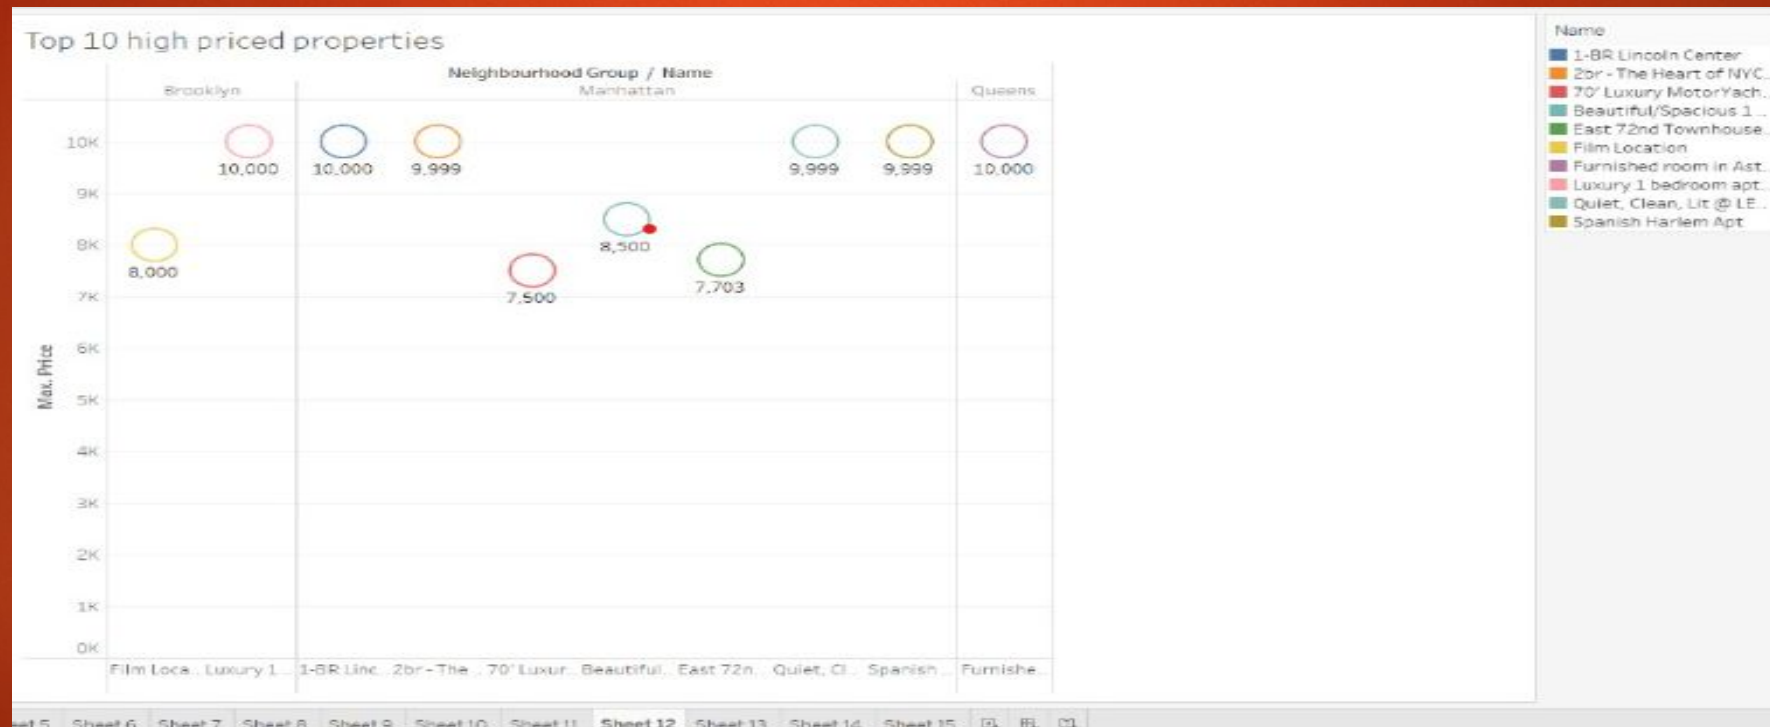 Top 10 high priced properties
Neighbourhood Group / Name
Brooklyn Manhattan Queens
10K
9K
8K
7K
6K
5K
4K
3K
2K
1K
0K
Max. Price
10,000 10,000 9,999 9,999 9,999 10,000
8,500
8,000
7,703
7,500
Film Loca.. Luxury 1.. 1-BR Linc.. 2br - The .. 70' Luxur.. Beautiful.. East 72n.. Quiet, Cl.. Spanish .. Furnishe..
Name
1-BR Lincoln Center
2br - The Heart of NYC..
70' Luxury MotorYach..
Beautiful/Spacious 1 ..
East 72nd Townhouse..
Film Location
Furnished room in Ast..
Luxury 1 bedroom apt..
Quiet, Clean, Lit @ LE..
Spanish Harlem Apt
Sheet 6 Sheet 7 Sheet 8 Sheet 9 Sheet 10 Sheet 11 Sheet 12 Sheet 13 Sheet 14 Sheet 15